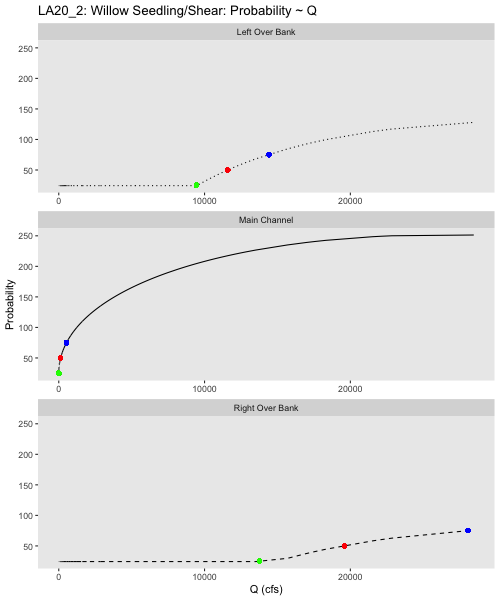 LA20_2: Willow Seedling/Shear: Probability ~ Q
Left Over Bank
250
200
150
100
50
0 10000 20000
Main Channel
250
200
150
100
50
0 10000 20000
Probability
Right Over Bank
250
200
150
100
50
0 10000 20000
Q (cfs)